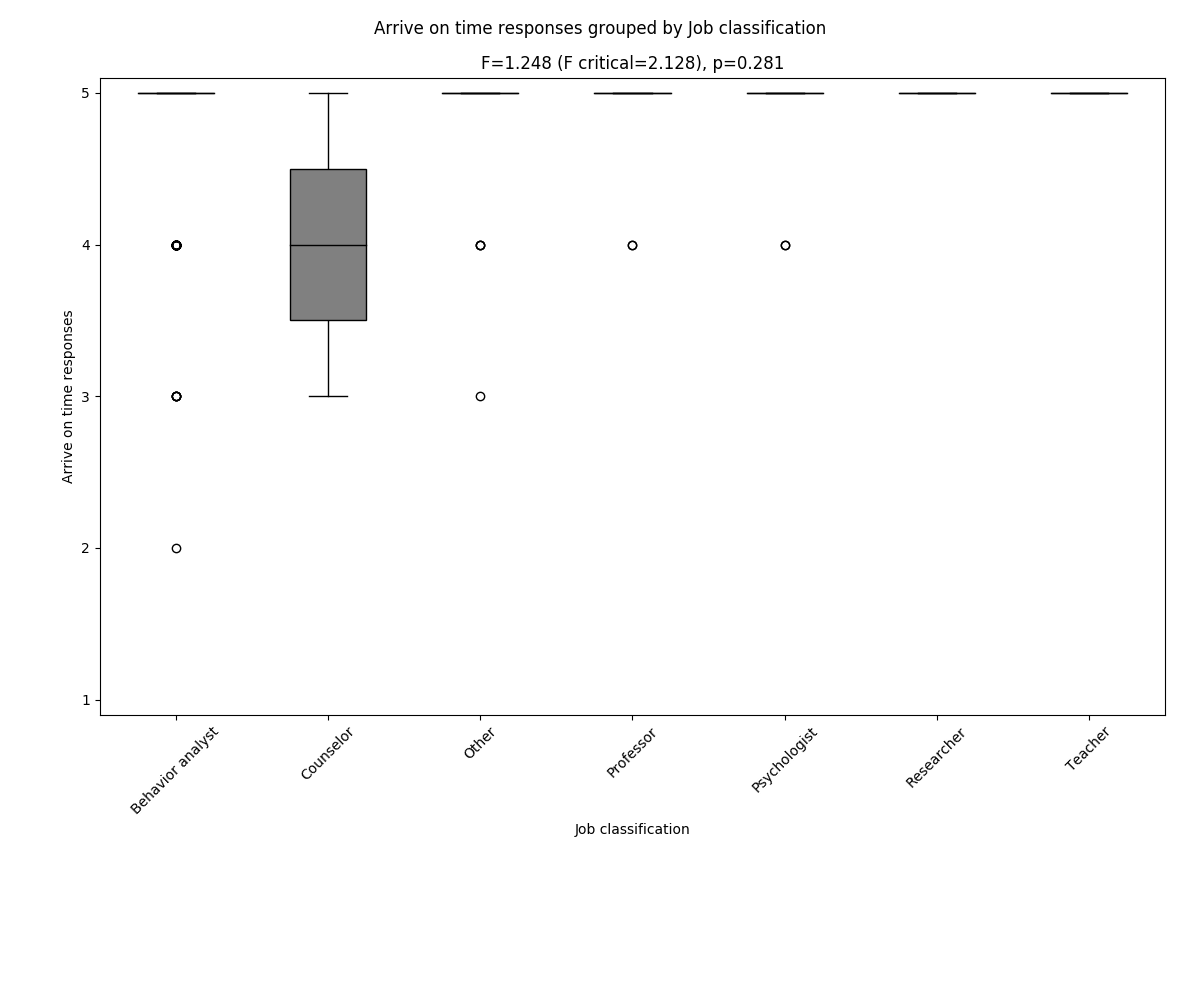 Arrive on time responses grouped by Job classification
F=1.248 (F critical=2.128), p=0.281
5
4
3
2
1
Arrive on time responses
Behavior analyst
Counselor
Other
Professor
Psychologist
Researcher
Teacher
Job classification